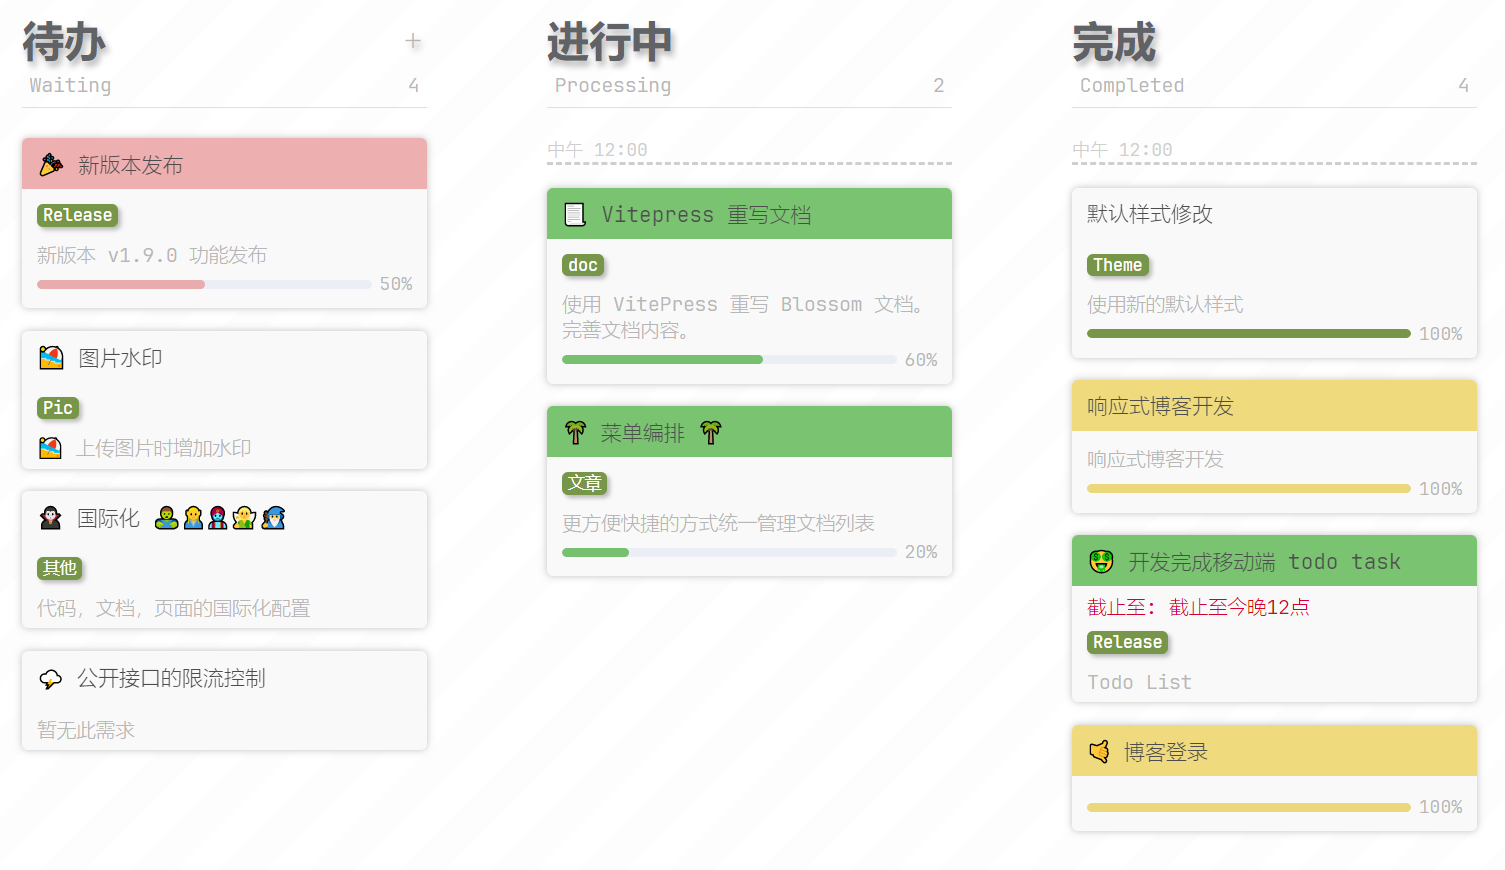 待办
Waiting 4
新版本发布
Release
新版本 v1.9.0 功能发布
50%
图片水印
Pic
上传图片时增加水印
国际化
其他
代码，文档，页面的国际化配置
公开接口的限流控制
暂无此需求
进行中
Processing 2
中午 12:00
Vitepress 重写文档
doc
使用 VitePress 重写 Blossom 文档。
完善文档内容。
60%
菜单编排
文章
更方便快捷的方式统一管理文档列表
20%
完成
Completed 4
中午 12:00
默认样式修改
Theme
使用新的默认样式
100%
响应式博客开发
响应式博客开发
100%
开发完成移动端 todo task
截止至: 截止至今晚12点
Release
Todo List
博客登录
100%